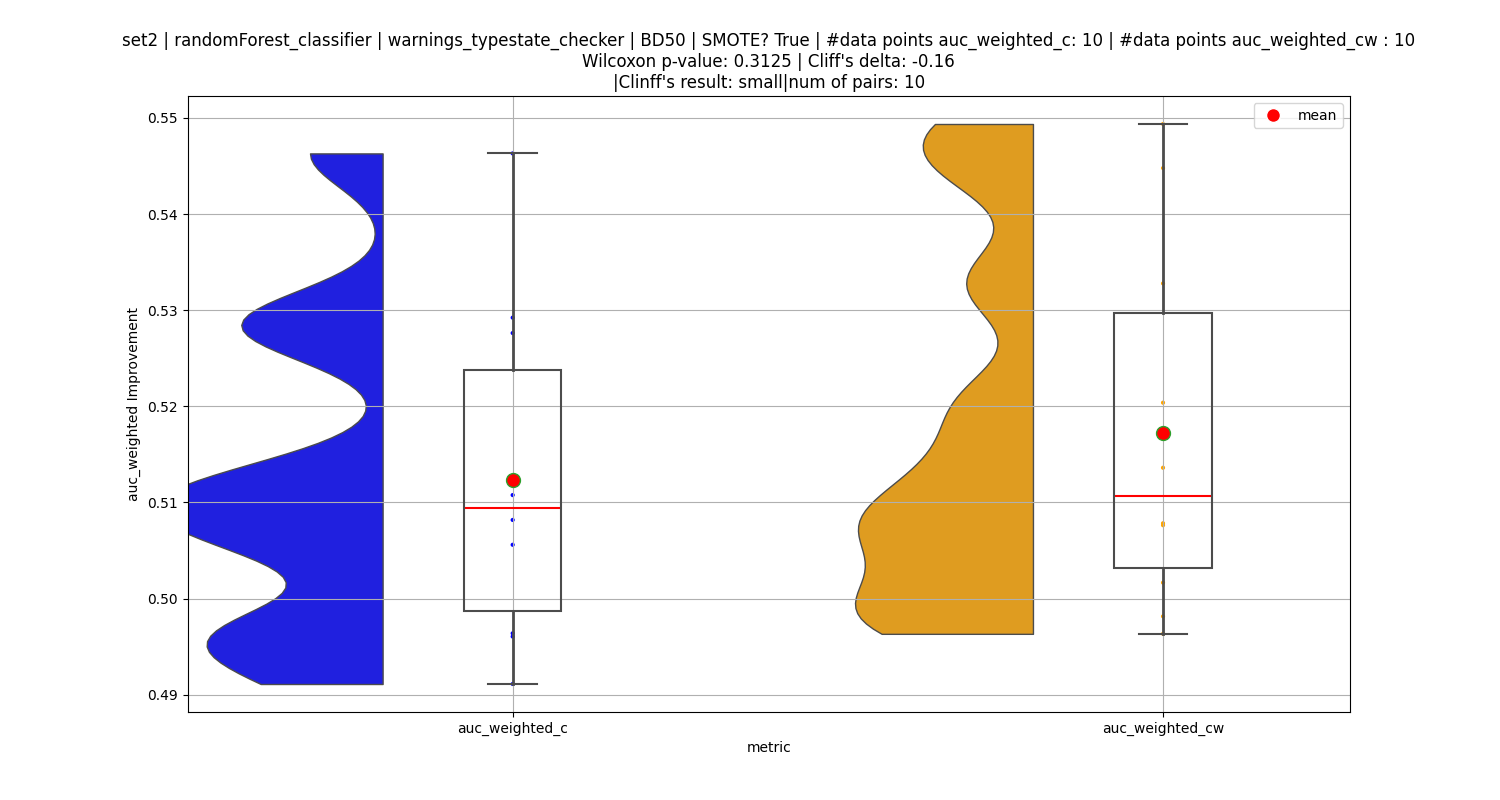 set2 | randomForest_classifier | warnings_typestate_checker | BD50 | SMOTE? True | #data points auc_weighted_c: 10 | #data points auc_weighted_cw : 10
Wilcoxon p-value: 0.3125 | Cliff's delta: -0.16
|Clinff's result: small|num of pairs: 10
mean
0.55
0.54
0.53
0.52
0.51
0.50
0.49
auc_weighted Improvement
auc_weighted_c
auc_weighted_cw
metric